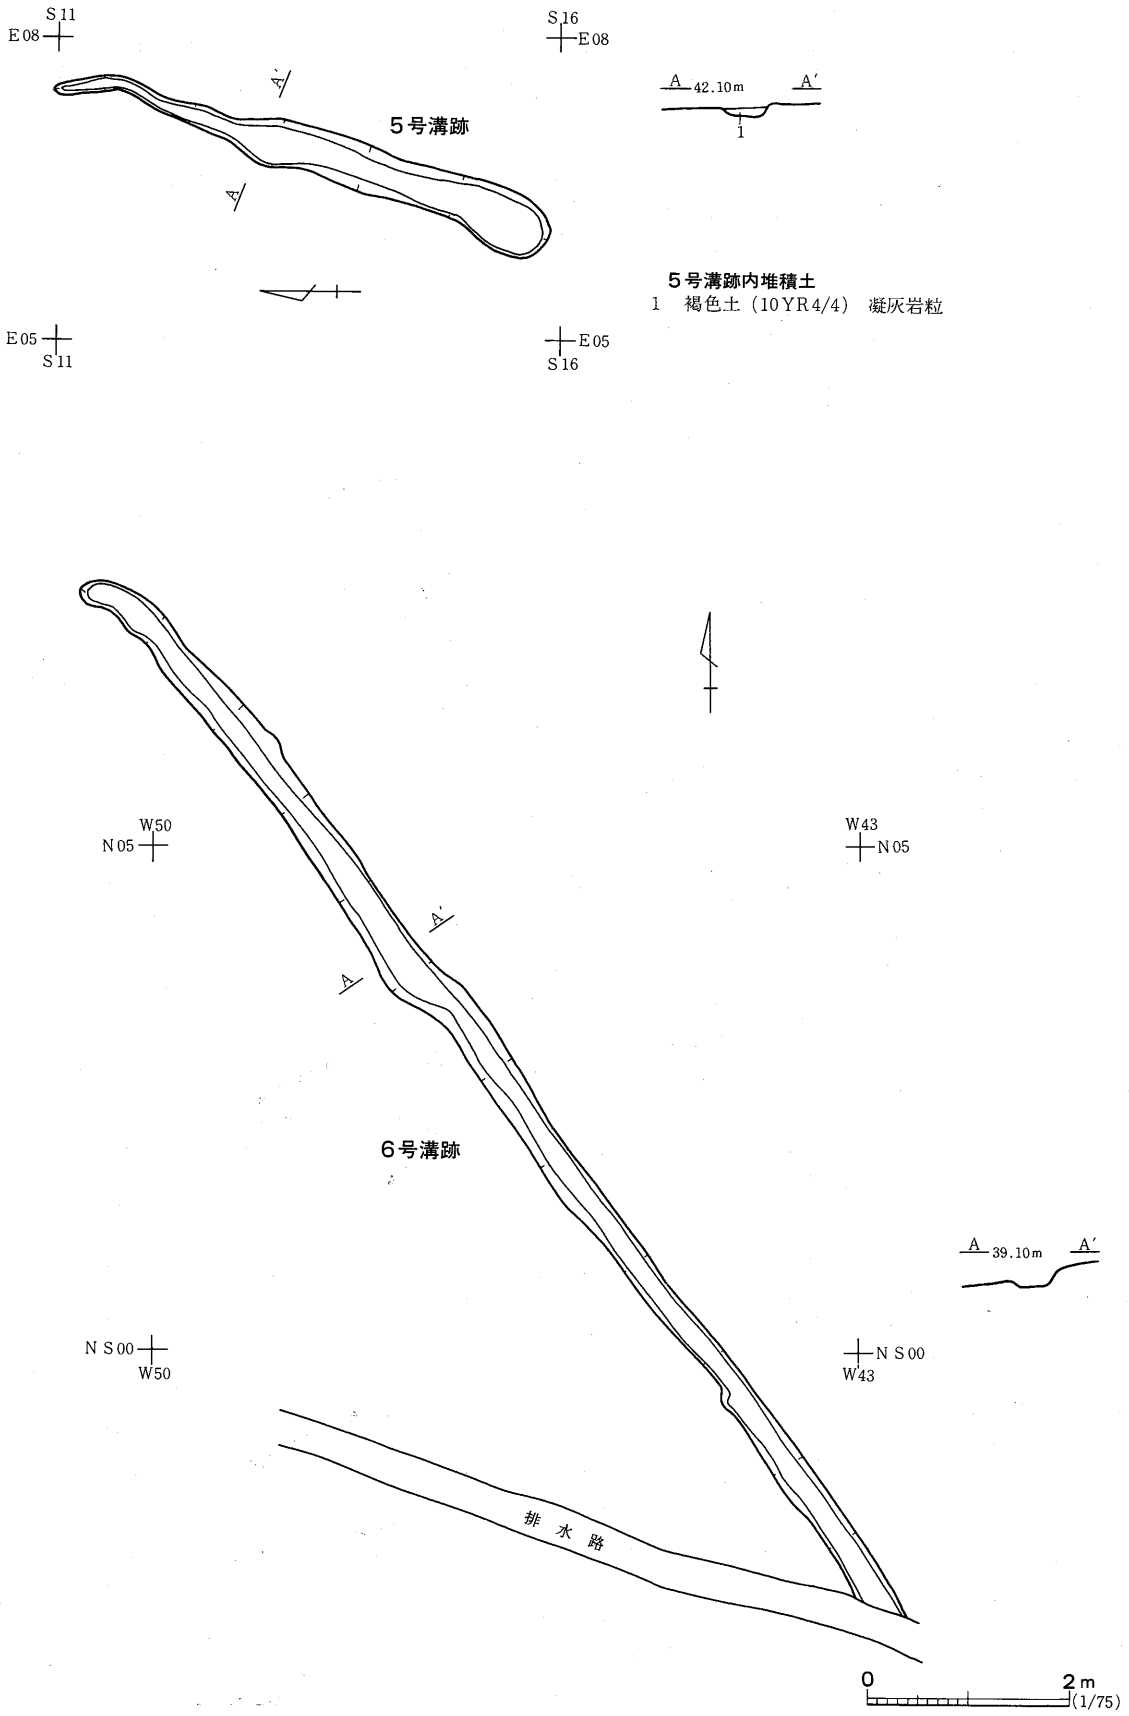 S11
E08
S16
E08
A'
A
5号溝跡
A 42.10m A'
1
5号溝跡内堆積土
1 褐色土 (10YR4/4) 凝灰岩粒
E05
S11
E05
S16
W50
N05
W43
N05
A'
A
6号溝跡
A 39.10m A'
NS00
W50
NS00
W43
排水路
0 2m
(1/75)